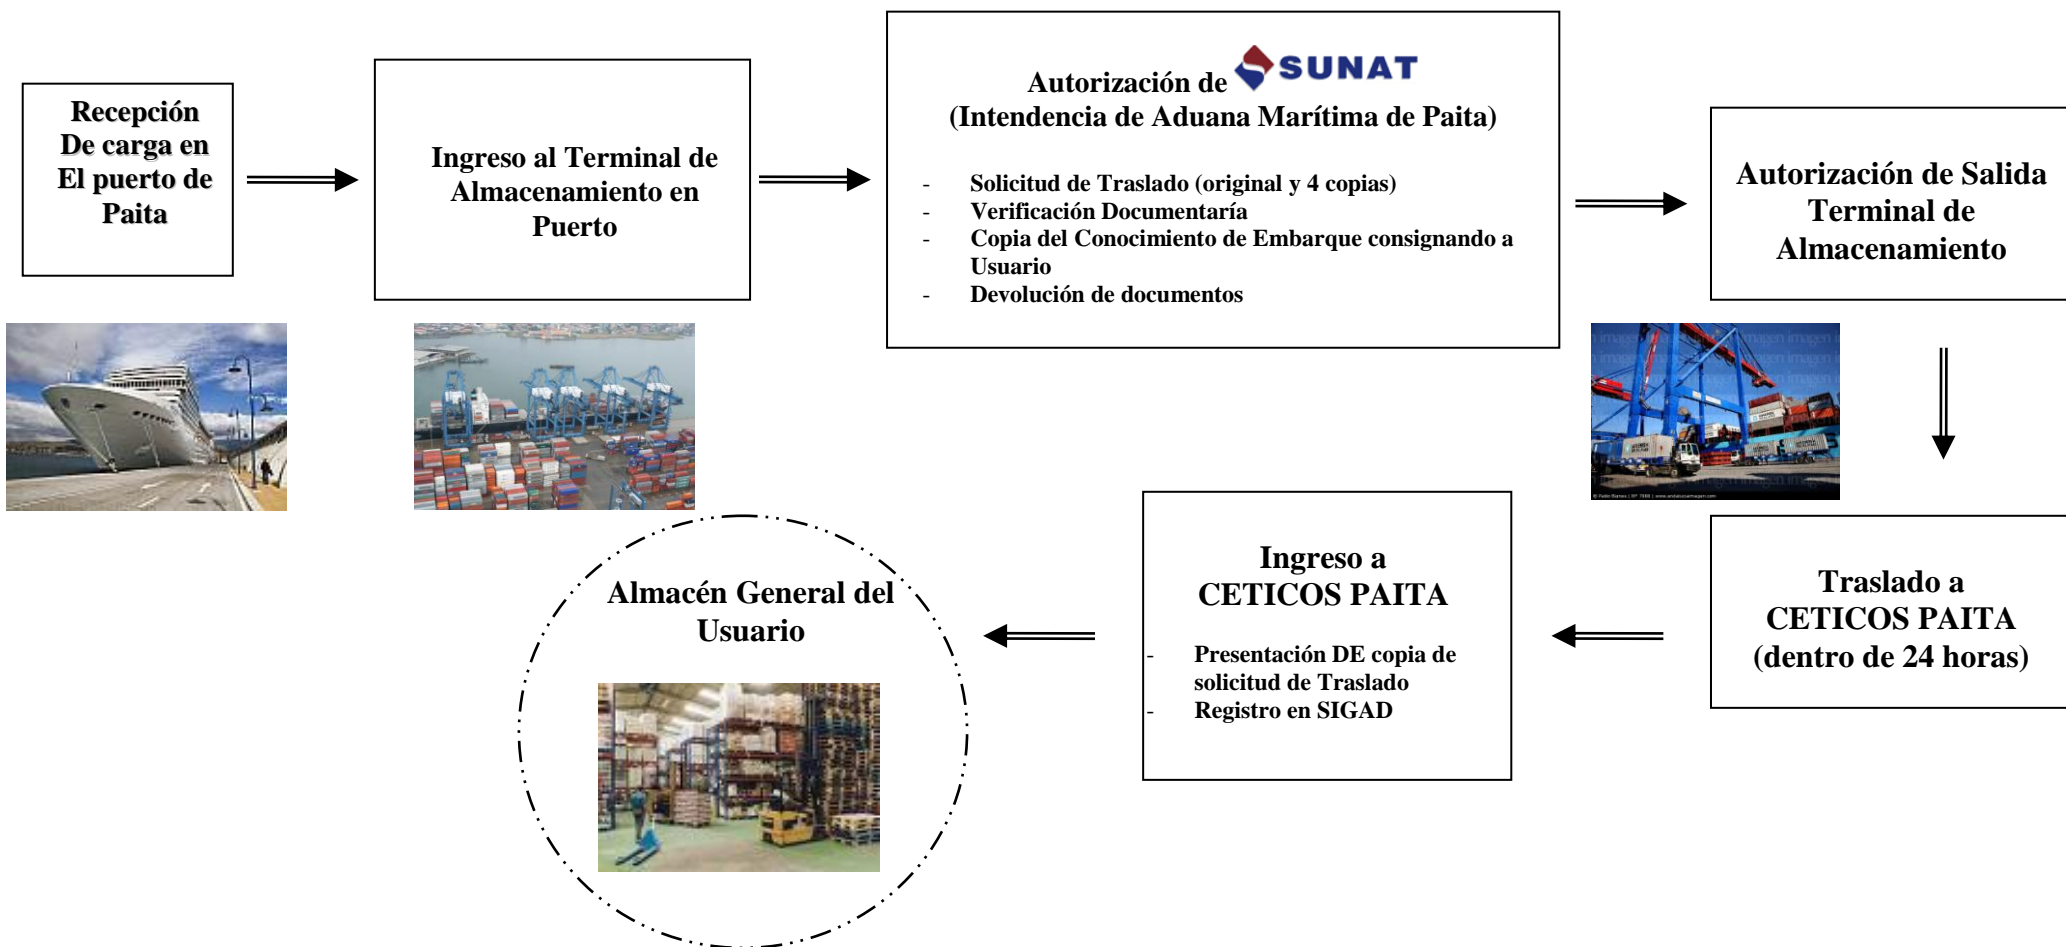 Recepción
De carga en
El puerto de
Paita
Ingreso al Terminal de
Almacenamiento en
Puerto
Autorización de SUNAT
(Intendencia de Aduana Marítima de Paita)
- Solicitud de Traslado (original y 4 copias)
- Verificación Documentaría
- Copia del Conocimiento de Embarque consignando a
Usuario
- Devolución de documentos
Autorización de Salida
Terminal de
Almacenamiento
Traslado a
CETICOS PAITA
(dentro de 24 horas)
Ingreso a
CETICOS PAITA
- Presentación DE copia de
solicitud de Traslado
- Registro en SIGAD
Almacén General del
Usuario